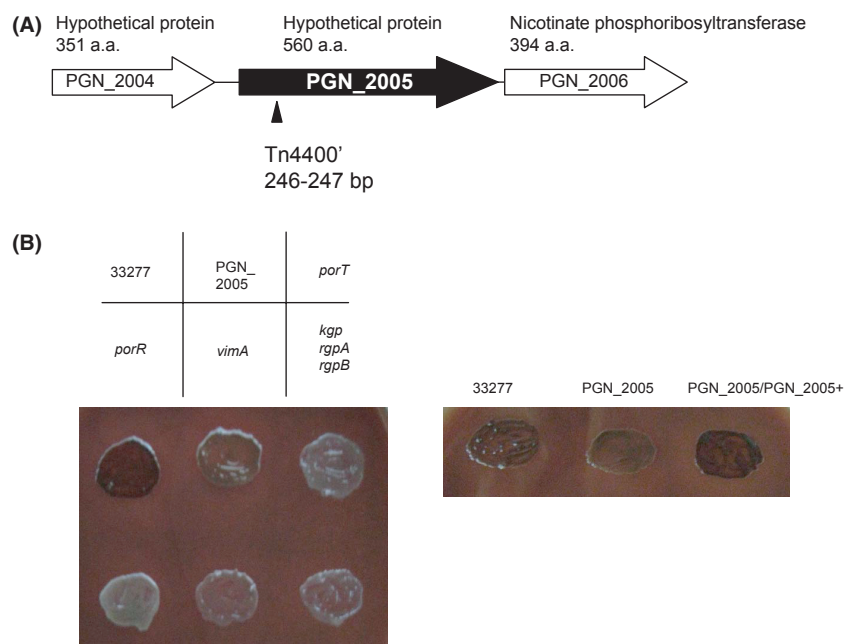 (A)
Hypothetical protein
351 a.a.
Hypothetical protein
560 a.a.
Nicotinate phosphoribosyltransferase
394 a.a.
PGN_2004
PGN_2005
PGN_2006
Tn4400'
246-247 bp
(B)
33277
PGN_
2005
porT
porR
vimA
kgp
rgpA
rgpB
33277
PGN_2005
PGN_2005/PGN_2005+